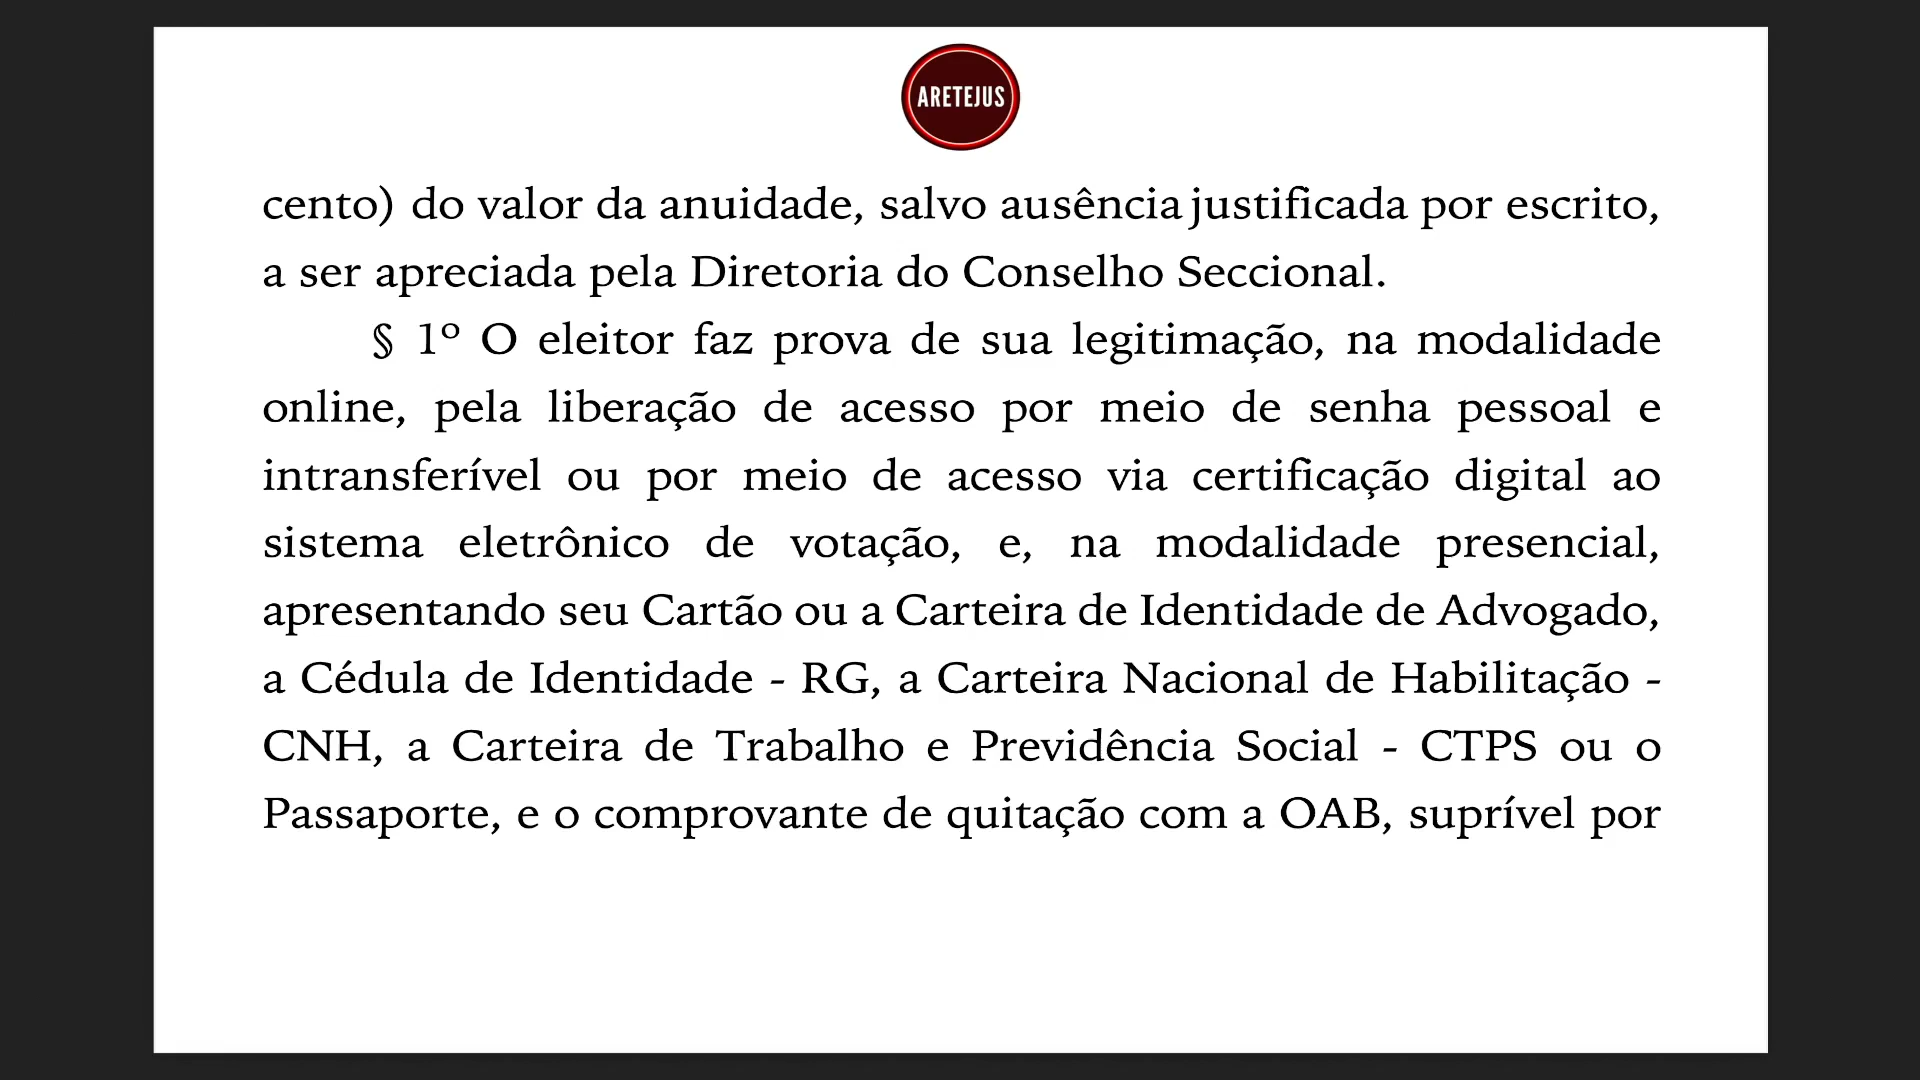 ARETEJUS
cento) do valor da anuidade, salvo ausência justificada por escrito,
a ser apreciada pela Diretoria do Conselho Seccional.
§ 1º O eleitor faz prova de sua legitimação, na modalidade
online, pela liberação de acesso por meio de senha pessoal e
intransferível ou por meio de acesso via certificação digital ao
sistema eletrônico de votação, e, na modalidade presencial,
apresentando seu Cartão ou a Carteira de Identidade de Advogado,
a Cédula de Identidade - RG, a Carteira Nacional de Habilitação -
CNH, a Carteira de Trabalho e Previdência Social - CTPS ou o
Passaporte, e o comprovante de quitação com a OAB, suprível por